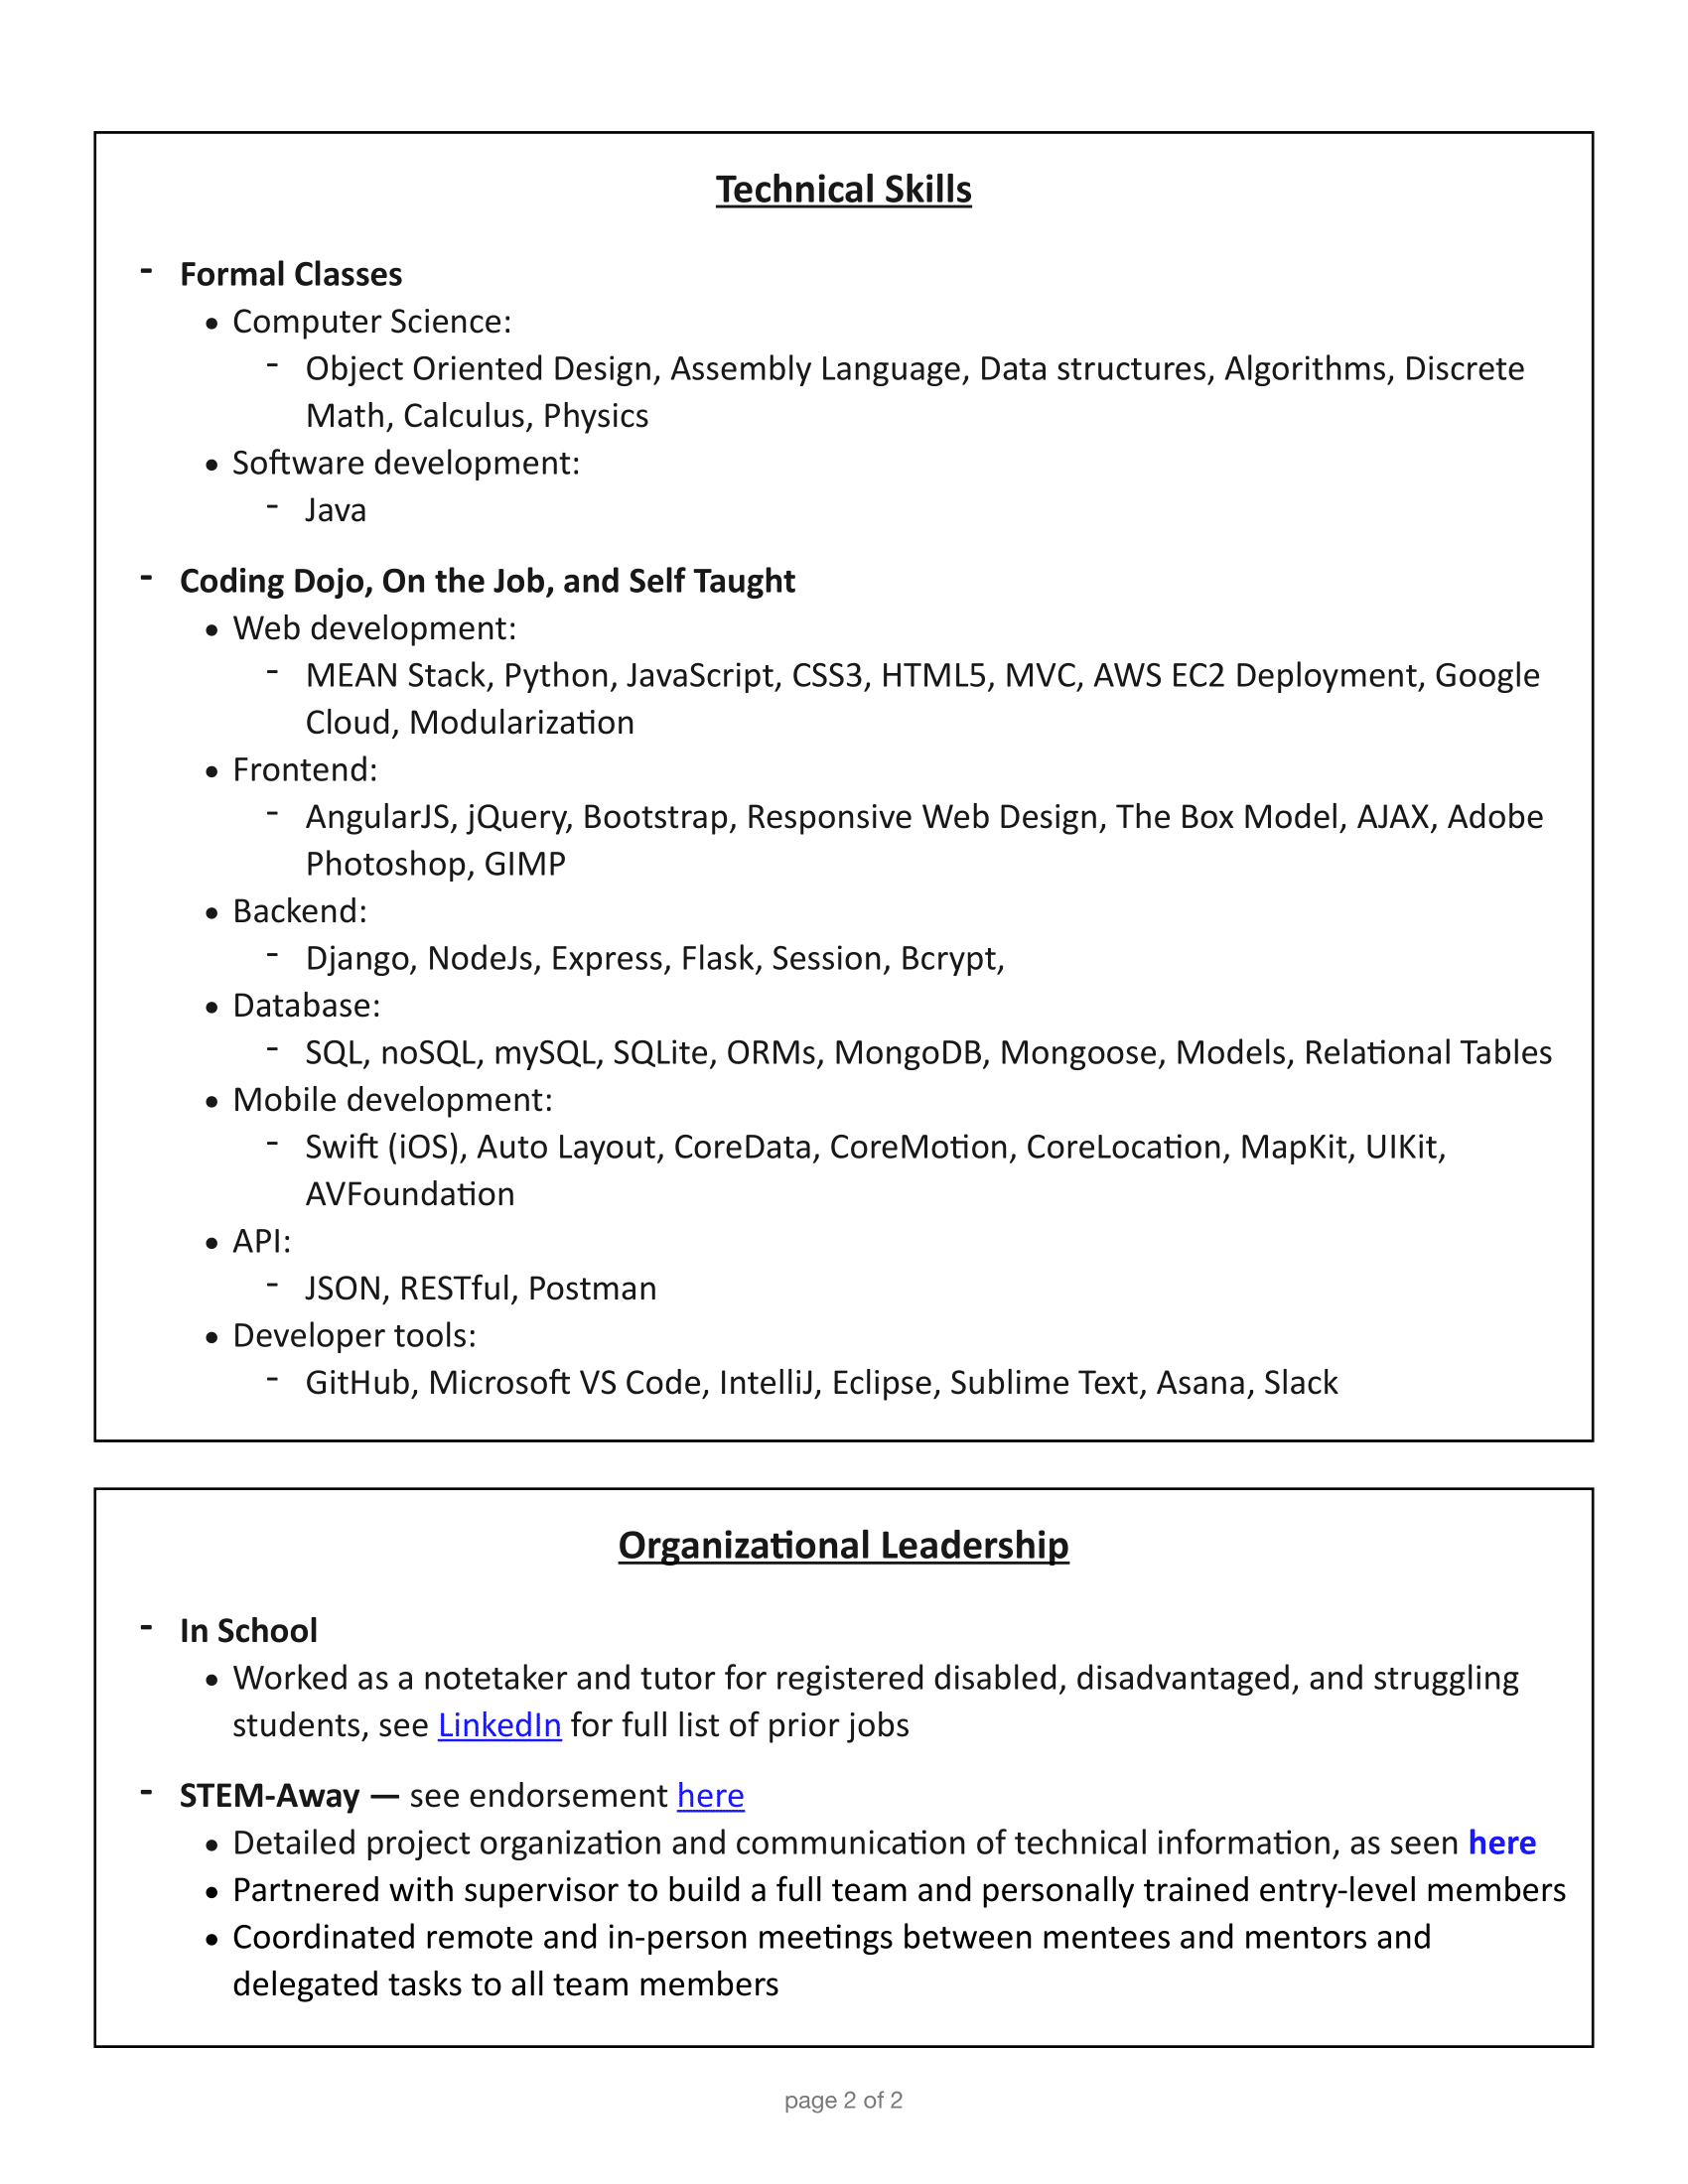 Technical Skills
- Formal Classes
• Computer Science:
- Object Oriented Design, Assembly Language, Data structures, Algorithms, Discrete
Math, Calculus, Physics
• Software development:
- Java
- Coding Dojo, On the Job, and Self Taught
• Web development:
- MEAN Stack, Python, JavaScript, CSS3, HTML5, MVC, AWS EC2 Deployment, Google
Cloud, Modularization
• Frontend:
- AngularJS, jQuery, Bootstrap, Responsive Web Design, The Box Model, AJAX, Adobe
Photoshop, GIMP
• Backend:
- Django, NodeJs, Express, Flask, Session, Bcrypt,
• Database:
- SQL, noSQL, mySQL, SQLite, ORMs, MongoDB, Mongoose, Models, Relational Tables
• Mobile development:
- Swift (iOS), Auto Layout, CoreData, CoreMotion, CoreLocation, MapKit, UIKit,
AVFoundation
• API:
- JSON, RESTful, Postman
• Developer tools:
- GitHub, Microsoft VS Code, IntelliJ, Eclipse, Sublime Text, Asana, Slack
Organizational Leadership
- In School
• Worked as a notetaker and tutor for registered disabled, disadvantaged, and struggling
students, see LinkedIn for full list of prior jobs
- STEM-Away — see endorsement here
• Detailed project organization and communication of technical information, as seen here
• Partnered with supervisor to build a full team and personally trained entry-level members
• Coordinated remote and in-person meetings between mentees and mentors and
delegated tasks to all team members
page 2 of 2